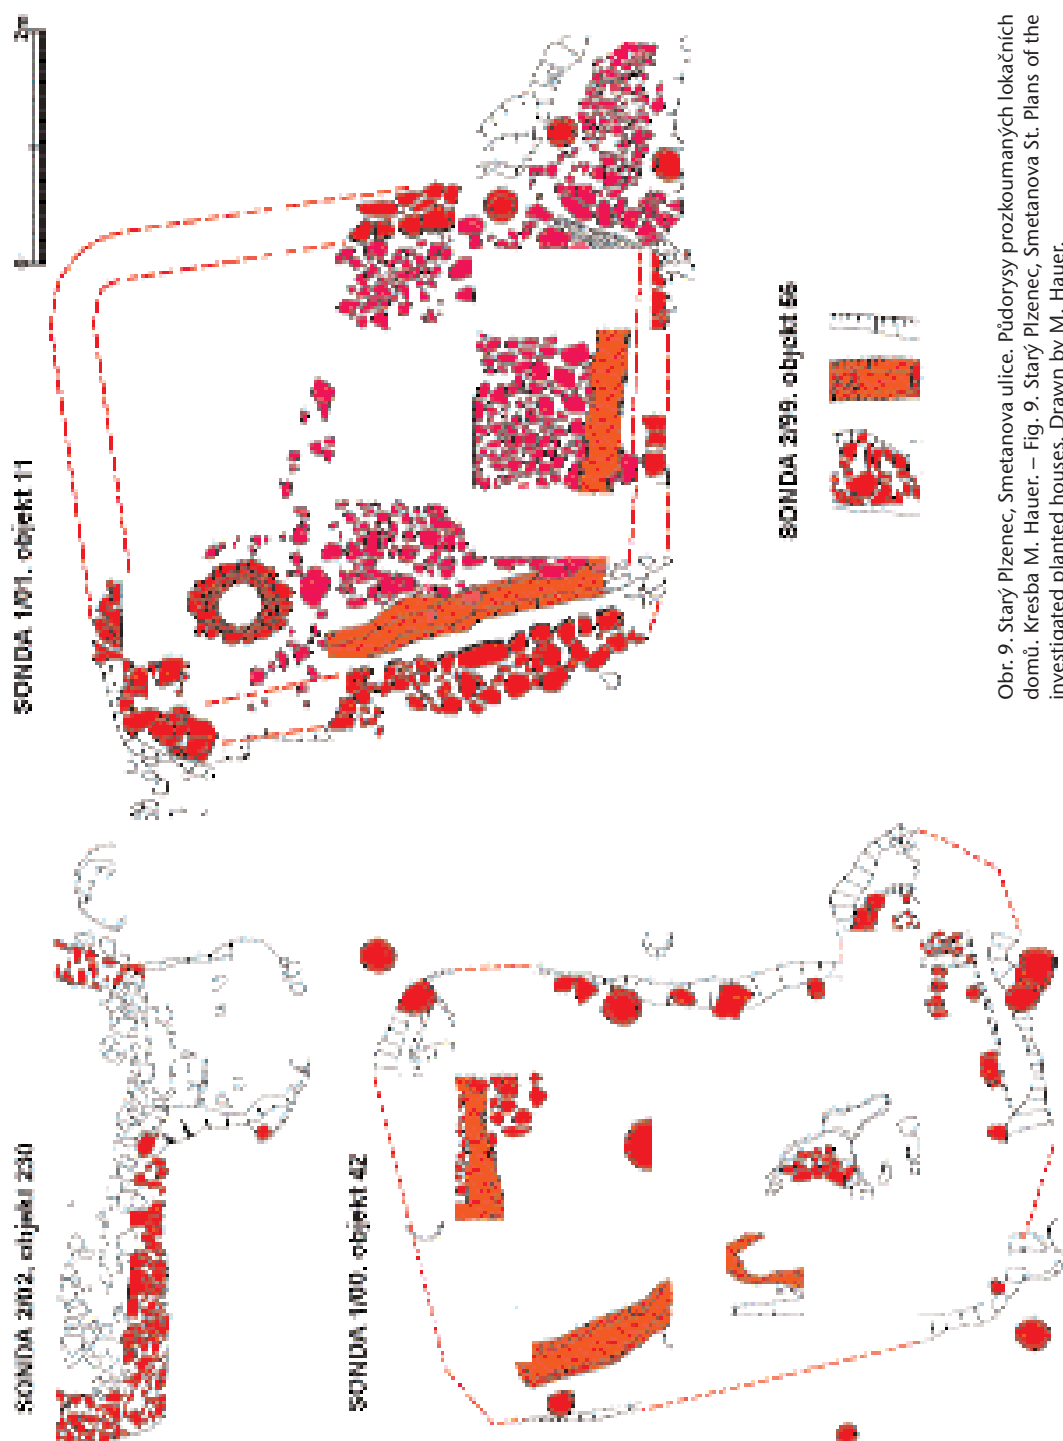 SONDA 2/02. objekt 230
SONDA 1/01. objekt 11
SONDA 1/00. objekt 42
SONDA 2/99. objekt 66
Obr. 9. Starý Plzenec, Smetanova ulice. Půdorysy prozkoumaných lokačních
domů. Kresba M. Hauer. – Fig. 9. Starý Plzenec, Smetanova St. Plans of the
investigated planted houses. Drawn by M. Hauer.